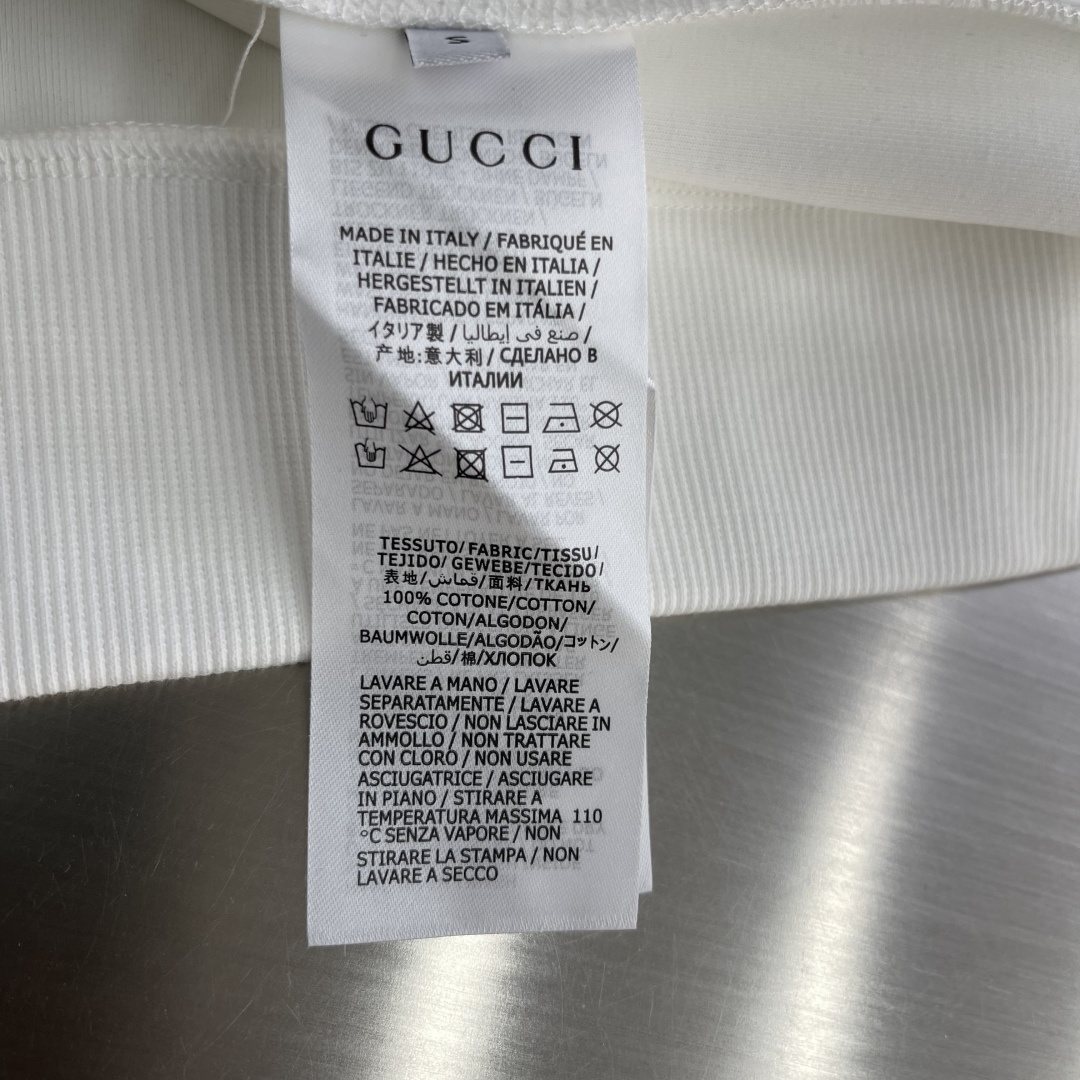 S
GUCCI
MADE IN ITALY / FABRIQUÉ EN
ITALIE / HECHO EN ITALIA /
HERGESTELLT IN ITALIEN /
FABRICADO EM ITÁLIA /
イタリア製 / صنع في إيطاليا /
产地:意大利 / СДЕЛАНО В
ИТАЛИИ
TESSUTO/ FABRIC/TISSU/
TEJIDO/ GEWEBE/TECIDO/
表地/قماش/面料/ТКАНЬ
100% COTONE/COTTON/
COTON/ALGODON/
BAUMWOLLE/ALGODÃO/コットン/
قطن/棉/ХЛОПОК
LAVARE A MANO / LAVARE
SEPARATAMENTE / LAVARE A
ROVESCIO / NON LASCIARE IN
AMMOLLO / NON TRATTARE
CON CLORO / NON USARE
ASCIUGATRICE / ASCIUGARE
IN PIANO / STIRARE A
TEMPERATURA MASSIMA 110
°C SENZA VAPORE / NON
STIRARE LA STAMPA / NON
LAVARE A SECCO